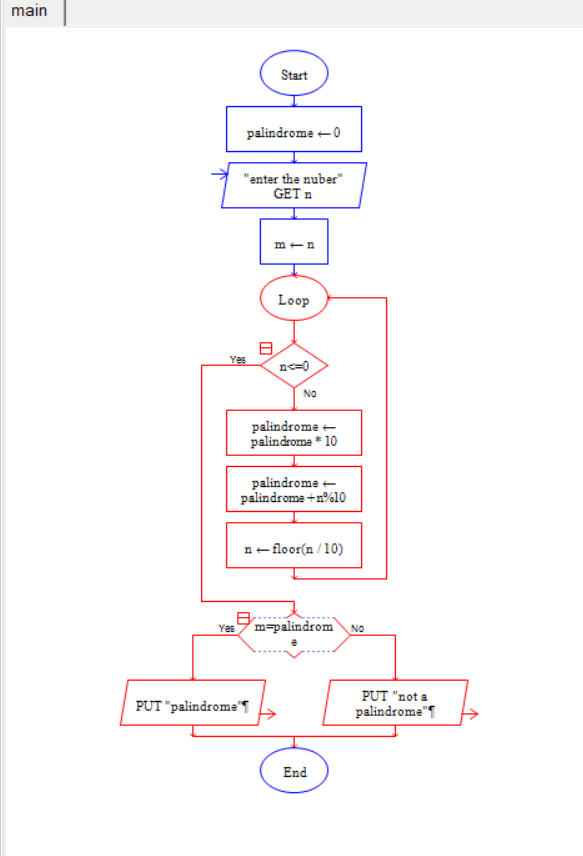 main
Start
palindrome ← 0
"enter the nuber"
GET n
m ← n
Loop
Yes
n<=0
No
palindrome ←
palindrome * 10
palindrome ←
palindrome+n%10
n ← floor(n / 10)
Yes
m=palindrom
e
No
PUT "palindrome"¶
PUT "not a
palindrome"¶
End